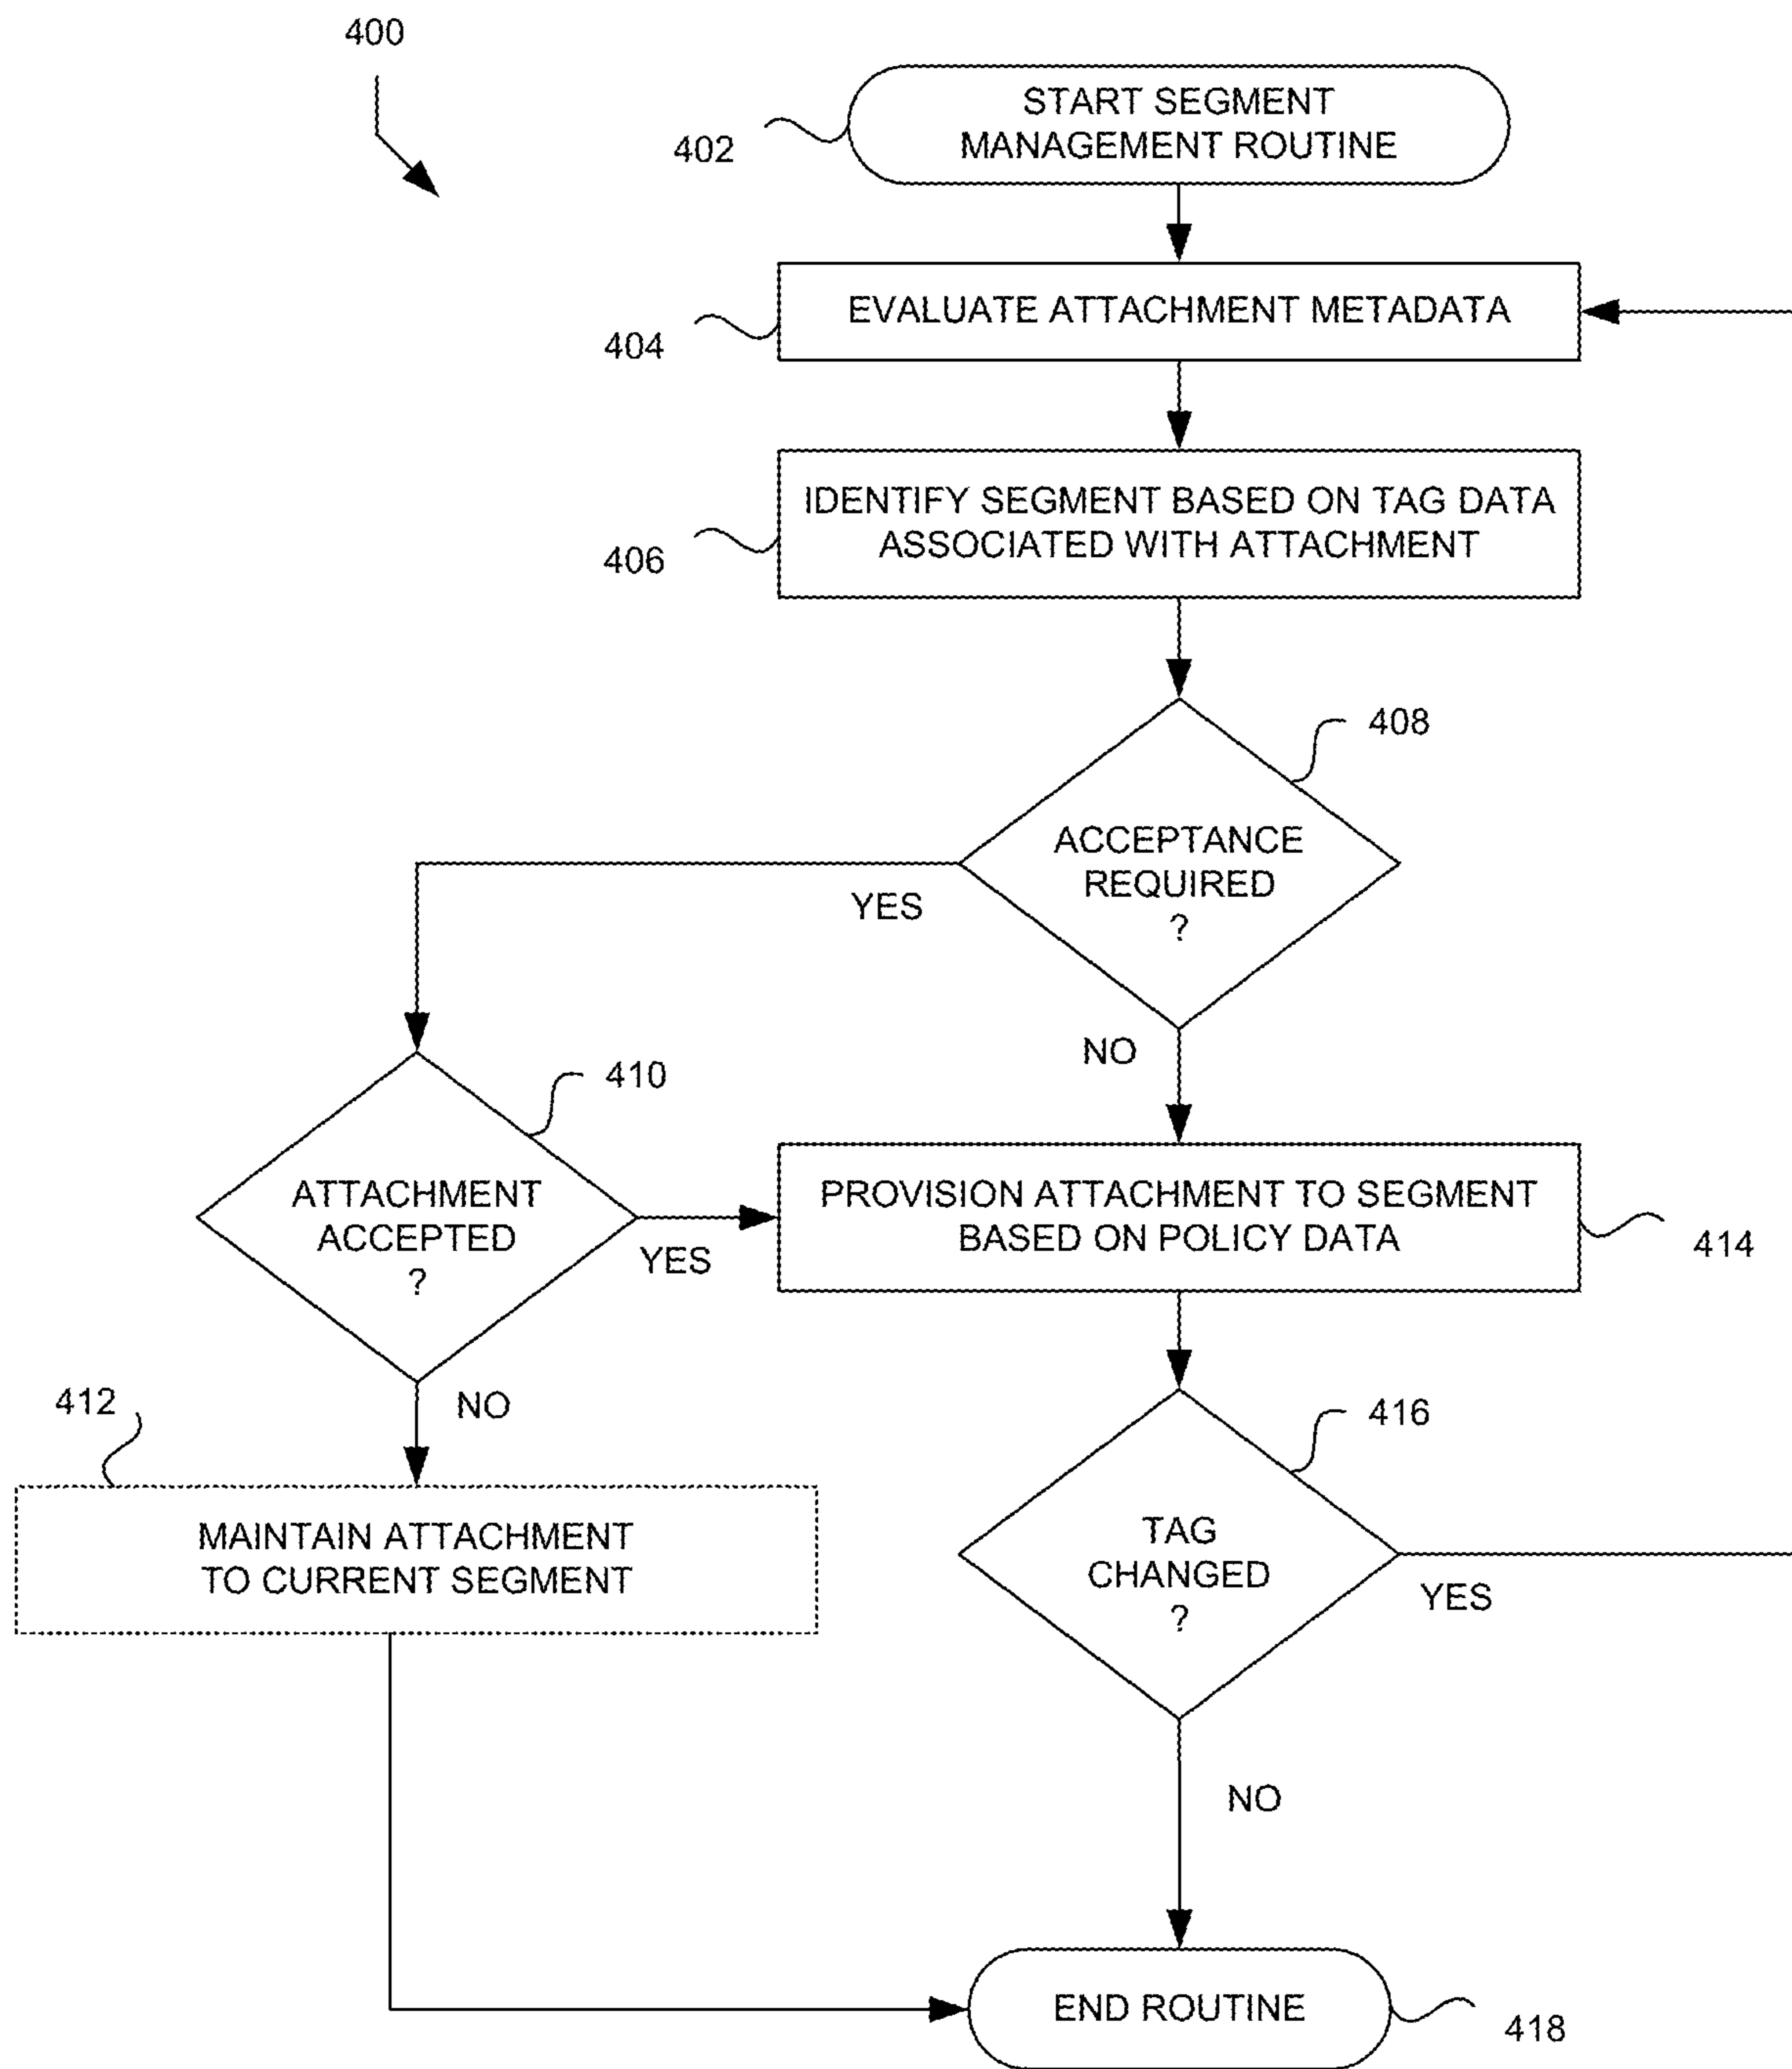 400
START SEGMENT
MANAGEMENT ROUTINE
402
EVALUATE ATTACHMENT METADATA
404
IDENTIFY SEGMENT BASED ON TAG DATA
ASSOCIATED WITH ATTACHMENT
406
408
ACCEPTANCE
REQUIRED
?
YES
NO
410
ATTACHMENT
ACCEPTED
?
YES
NO
PROVISION ATTACHMENT TO SEGMENT
BASED ON POLICY DATA
414
412
MAINTAIN ATTACHMENT
TO CURRENT SEGMENT
416
TAG
CHANGED
?
YES
NO
END ROUTINE
418